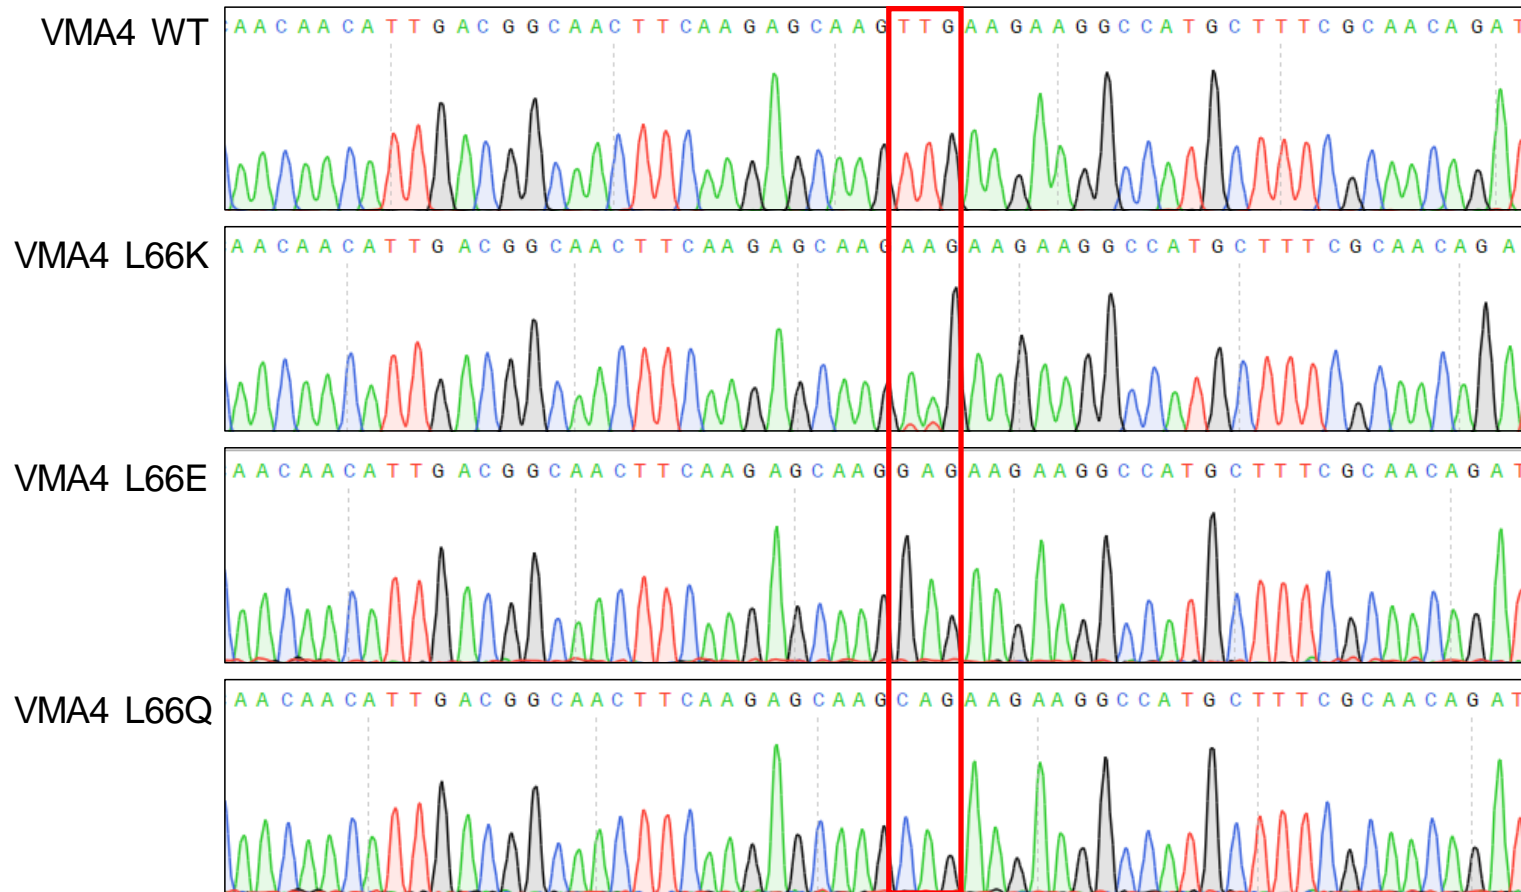 VMA4 WT
AACAACATTGACGGCAACTTCAAGAGCAAGTTGAAGAAGGCCATGCTTTCGCAACAGAT
VMA4 L66K
AACAACATTGACGGCAACTTCAAGAGCAAGAAGAAGAAGGCCATGCTTTCGCAACAGA
VMA4 L66E
AACAACATTGACGGCAACTTCAAGAGCAAGGAGAAGAAGGCCATGCTTTCGCAACAGAT
VMA4 L66Q
AACAACATTGACGGCAACTTCAAGAGCAAGCAGAAGAAGGCCATGCTTTCGCAACAGAT